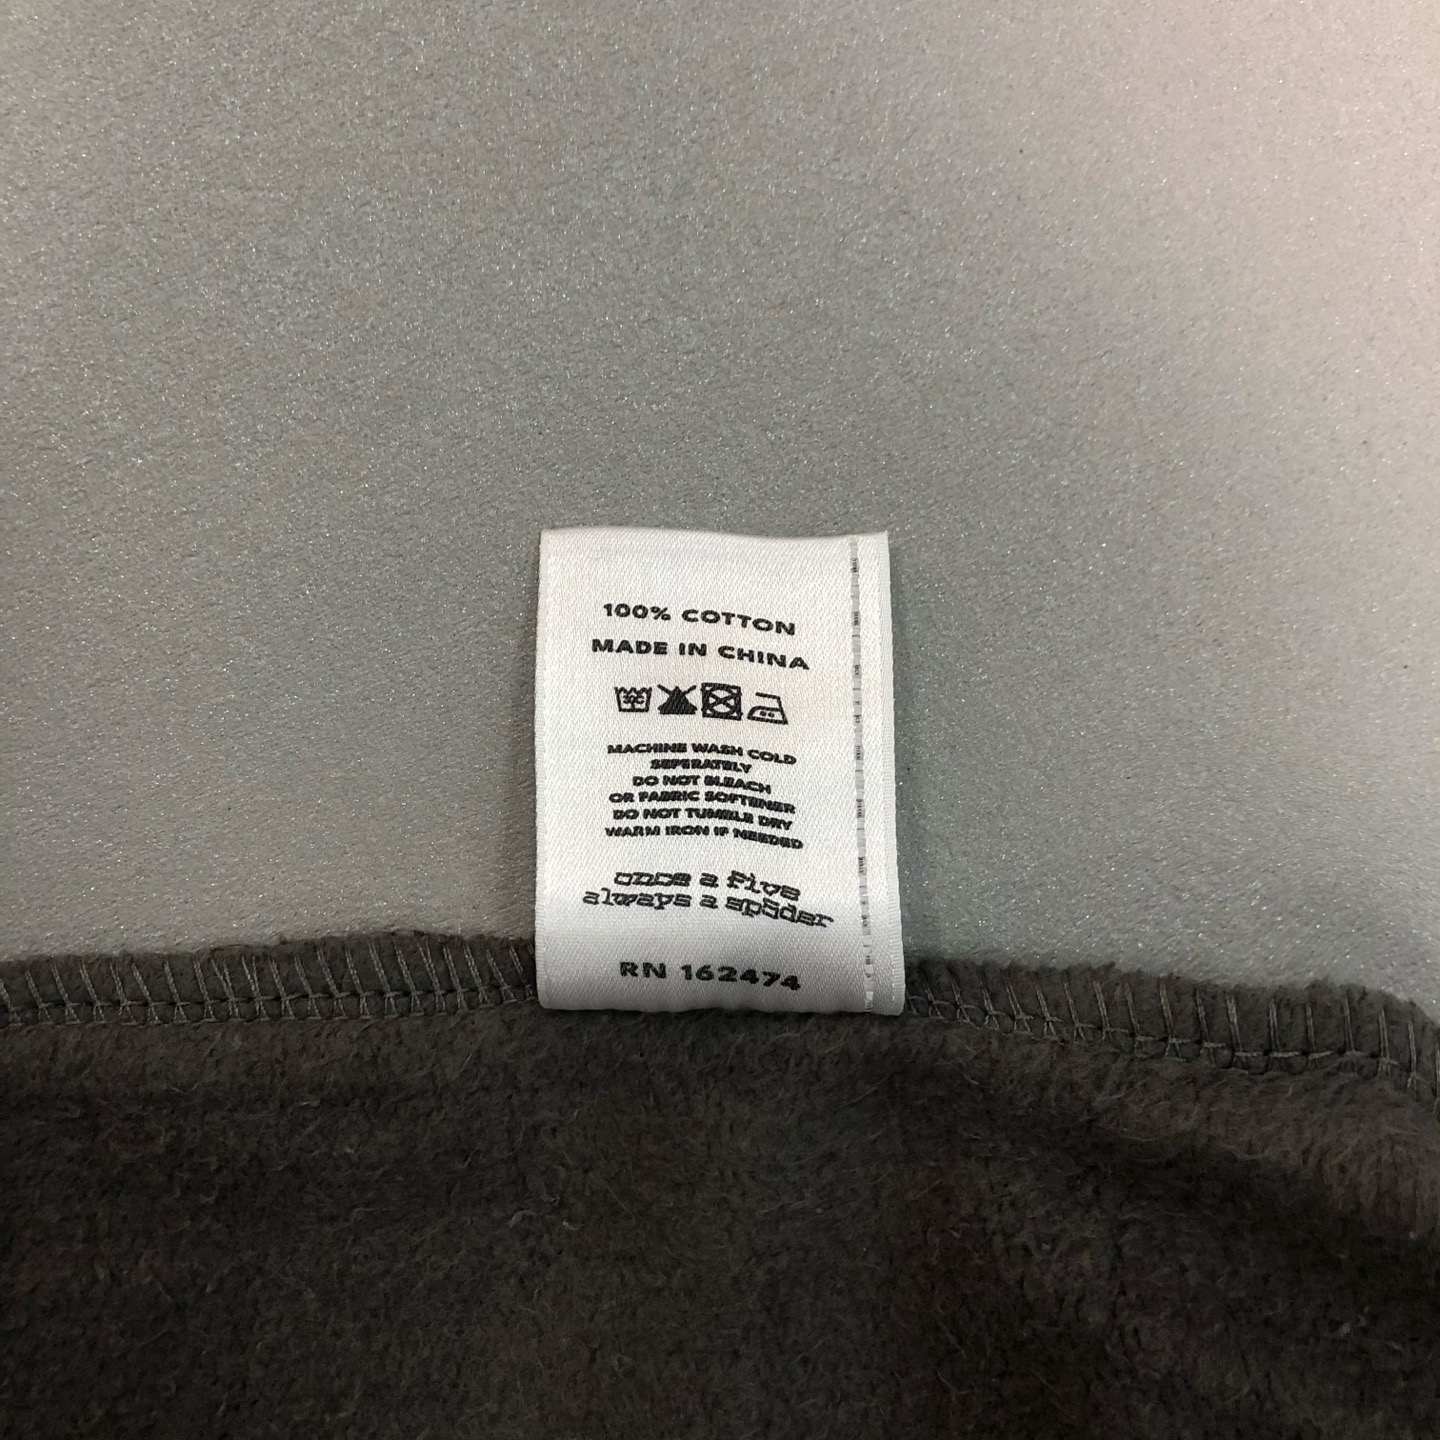 100% COTTON
MADE IN CHINA
MACHINE WASH COLD
SEPERATELY
DO NOT BLEACH
OR FABRIC SOFTENER
DO NOT TUMBLE DRY
WARM IRON IF NEEDED
once a five
always a sp5der
RN 162474